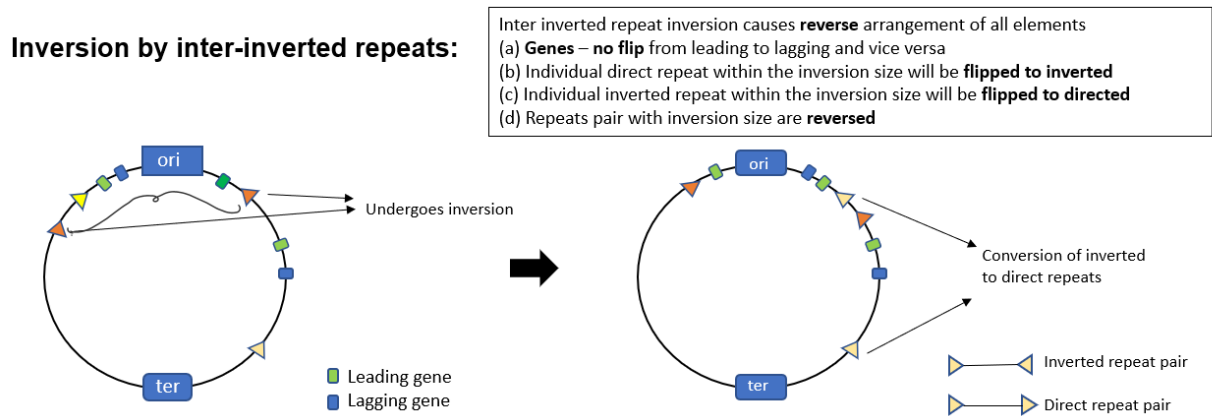 Inversion by inter-inverted repeats:
Inter inverted repeat inversion causes reverse arrangement of all elements
(a) Genes – no flip from leading to lagging and vice versa
(b) Individual direct repeat within the inversion size will be flipped to inverted
(c) Individual inverted repeat within the inversion size will be flipped to directed
(d) Repeats pair with inversion size are reversed
ori
Undergoes inversion
ter
Leading gene
Lagging gene
ori
Conversion of inverted
to direct repeats
ter
Inverted repeat pair
Direct repeat pair